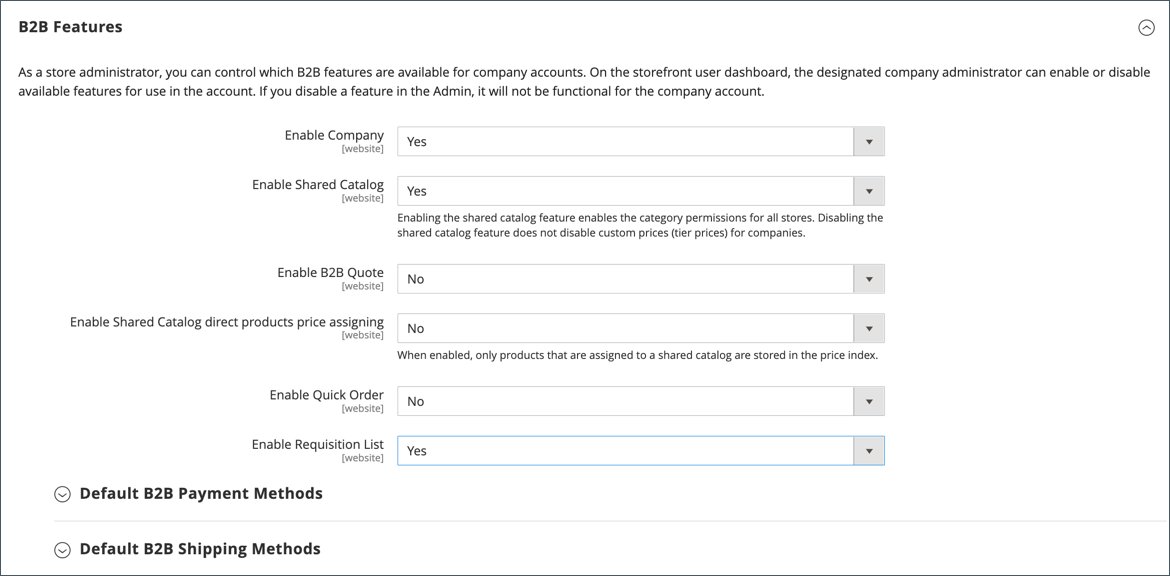 B2B Features
As a store administrator, you can control which B2B features are available for company accounts. On the storefront user dashboard, the designated company administrator can enable or disable
available features for use in the account. If you disable a feature in the Admin, it will not be functional for the company account.
Enable Company
[website]
Yes
Enable Shared Catalog
[website]
Yes
Enabling the shared catalog feature enables the category permissions for all stores. Disabling the
shared catalog feature does not disable custom prices (tier prices) for companies.
Enable B2B Quote
[website]
No
Enable Shared Catalog direct products price assigning
[website]
No
When enabled, only products that are assigned to a shared catalog are stored in the price index.
Enable Quick Order
[website]
No
Enable Requisition List
[website]
Yes
Default B2B Payment Methods
Default B2B Shipping Methods